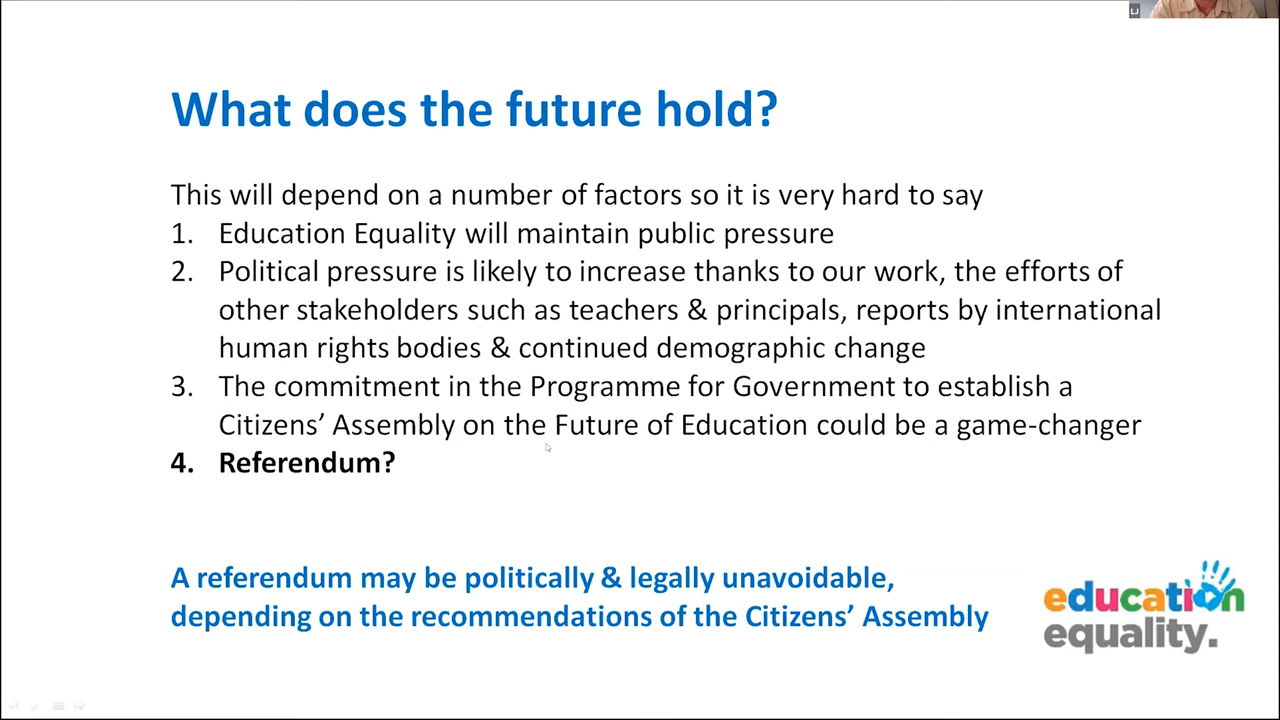 What does the future hold?
This will depend on a number of factors so it is very hard to say
1. Education Equality will maintain public pressure
2. Political pressure is likely to increase thanks to our work, the efforts of
other stakeholders such as teachers & principals, reports by international
human rights bodies & continued demographic change
3. The commitment in the Programme for Government to establish a
Citizens’ Assembly on the Future of Education could be a game-changer
4. Referendum?
A referendum may be politically & legally unavoidable,
depending on the recommendations of the Citizens’ Assembly
education
equality.